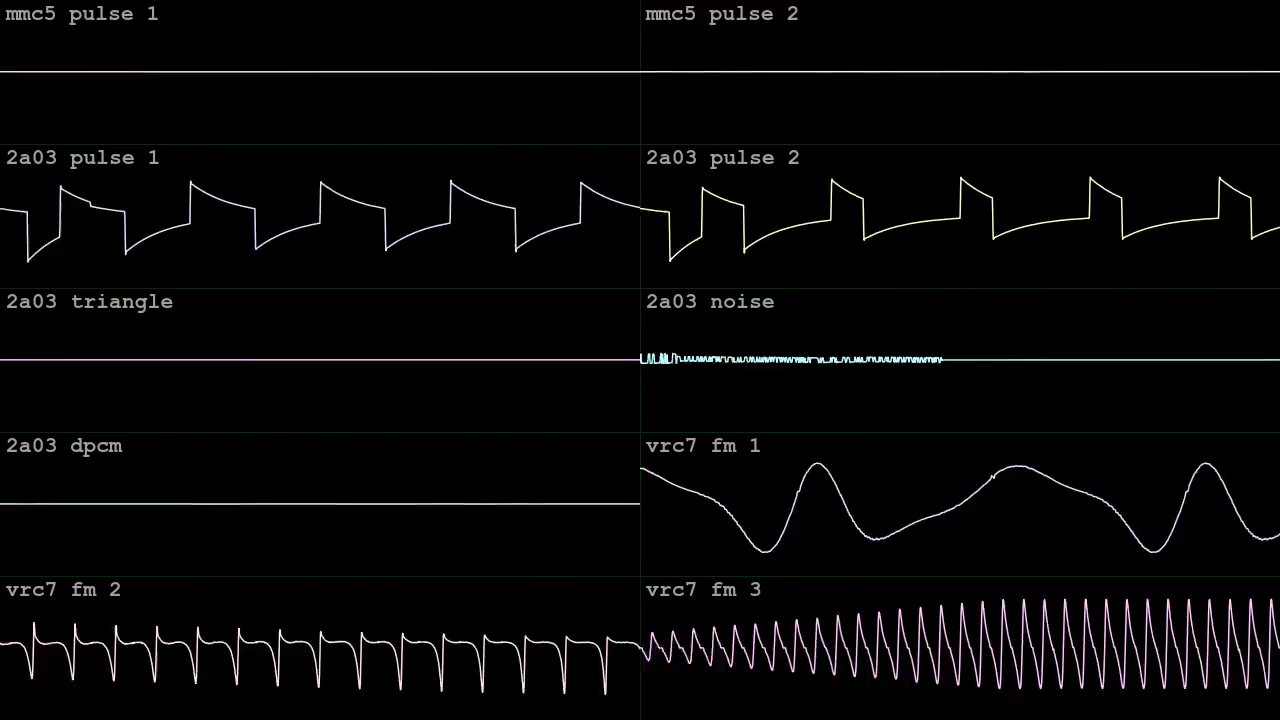 mmc5 pulse 1
mmc5 pulse 2
2a03 pulse 1
2a03 pulse 2
2a03 triangle
2a03 noise
2a03 dpcm
vrc7 fm 1
vrc7 fm 2
vrc7 fm 3